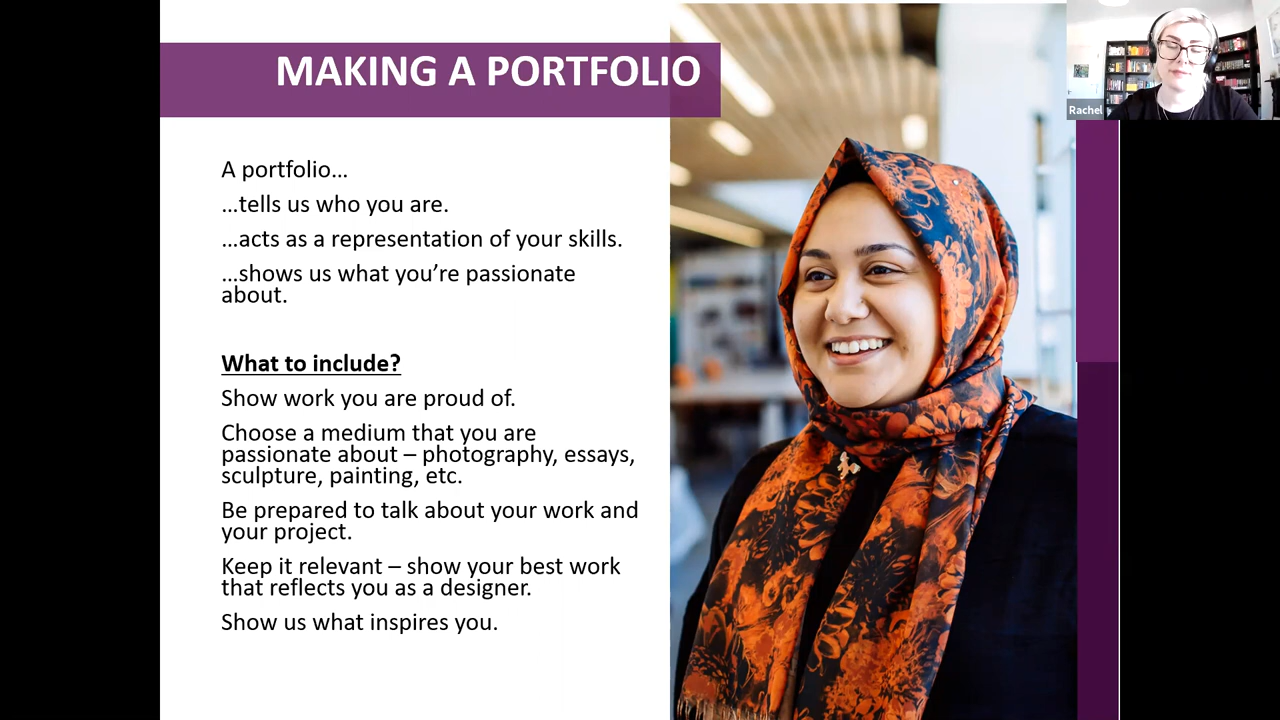 MAKING A PORTFOLIO
Rachel
A portfolio…
…tells us who you are.
…acts as a representation of your skills.
…shows us what you’re passionate
about.
What to include?
Show work you are proud of.
Choose a medium that you are
passionate about – photography, essays,
sculpture, painting, etc.
Be prepared to talk about your work and
your project.
Keep it relevant – show your best work
that reflects you as a designer.
Show us what inspires you.